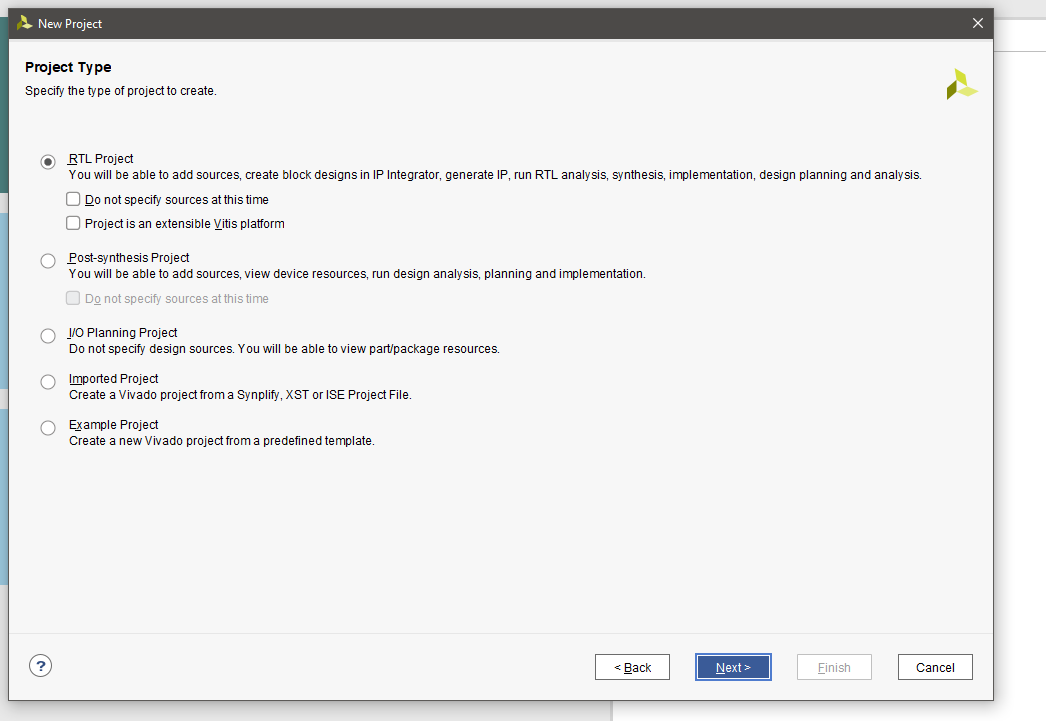 New Project
Project Type
Specify the type of project to create.
RTL Project
You will be able to add sources, create block designs in IP Integrator, generate IP, run RTL analysis, synthesis, implementation, design planning and analysis.
Do not specify sources at this time
Project is an extensible Vitis platform
Post-synthesis Project
You will be able to add sources, view device resources, run design analysis, planning and implementation.
Do not specify sources at this time
I/O Planning Project
Do not specify design sources. You will be able to view part/package resources.
Imported Project
Create a Vivado project from a Synplify, XST or ISE Project File.
Example Project
Create a new Vivado project from a predefined template.
? < Back Next > Finish Cancel